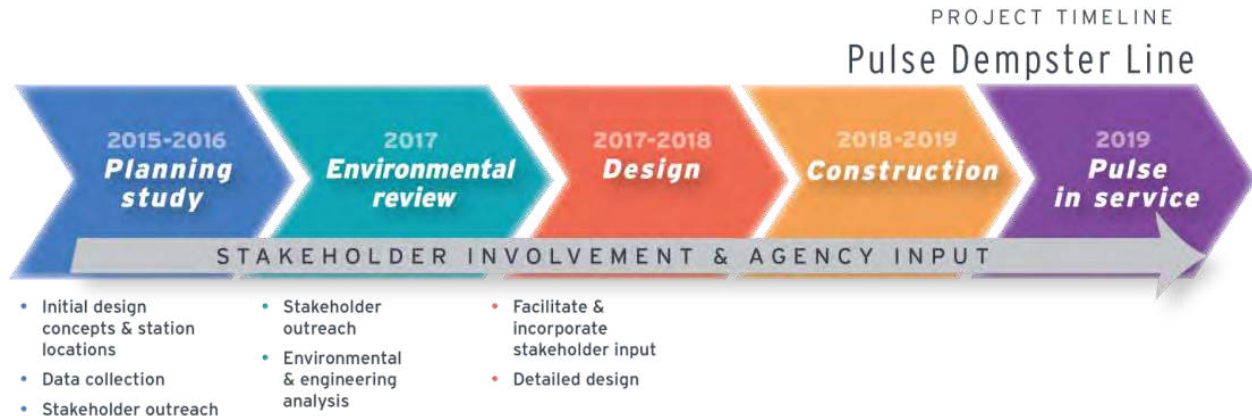 PROJECT TIMELINE
Pulse Dempster Line
2015-2016
Planning
study
2017
Environmental
review
2017-2018
Design
2018-2019
Construction
2019
Pulse
in service
STAKEHOLDER INVOLVEMENT & AGENCY INPUT
• Initial design
concepts & station
locations
• Data collection
• Stakeholder outreach
• Stakeholder
outreach
• Environmental
& engineering
analysis
• Facilitate &
incorporate
stakeholder input
• Detailed design